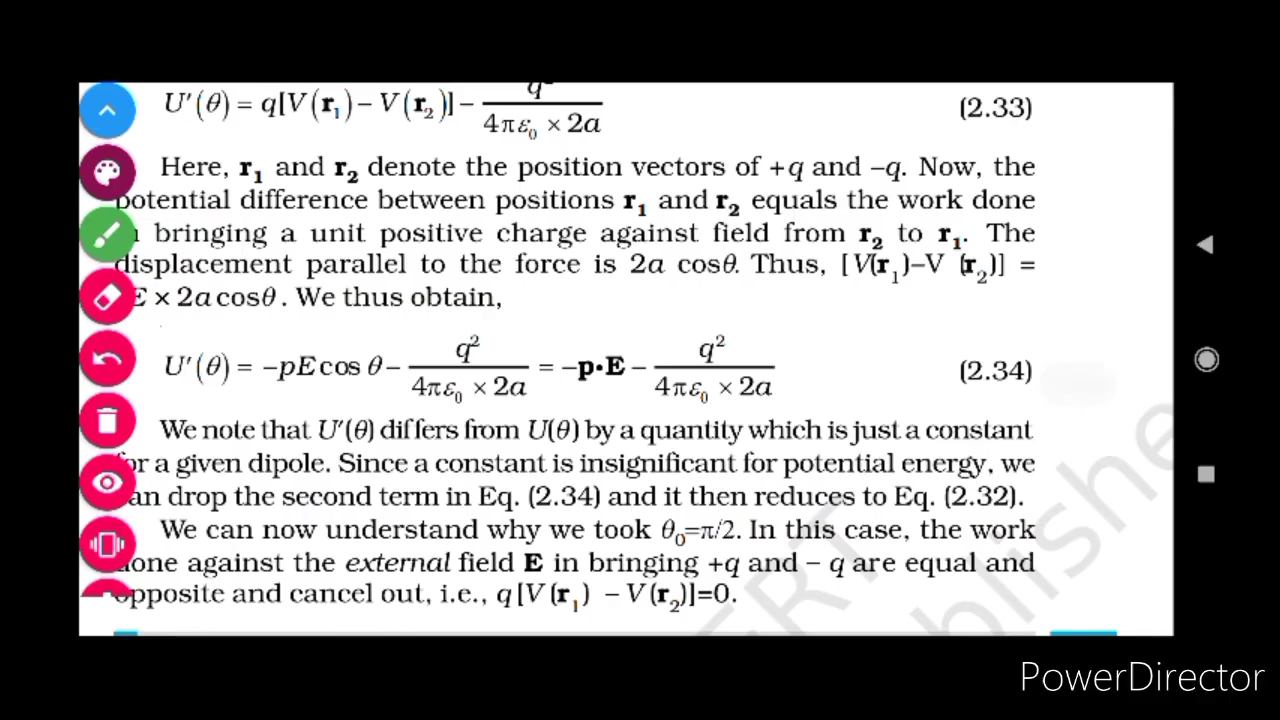 U′(θ) = q[V(r₁) − V(r₂)] − q²/4πε₀ × 2a (2.33)
Here, r₁ and r₂ denote the position vectors of +q and –q. Now, the
potential difference between positions r₁ and r₂ equals the work done
bringing a unit positive charge against field from r₂ to r₁. The
displacement parallel to the force is 2a cosθ. Thus, [V(r₁)–V (r₂)] =
E × 2a cosθ. We thus obtain,
U′(θ) = −pE cos θ − q²/4πε₀ × 2a = −p·E − q²/4πε₀ × 2a (2.34)
We note that U′(θ) differs from U(θ) by a quantity which is just a constant
for a given dipole. Since a constant is insignificant for potential energy, we
can drop the second term in Eq. (2.34) and it then reduces to Eq. (2.32).
We can now understand why we took θ₀=π/2. In this case, the work
done against the external field E in bringing +q and – q are equal and
opposite and cancel out, i.e., q [V (r₁) – V (r₂)]=0.
PowerDirector